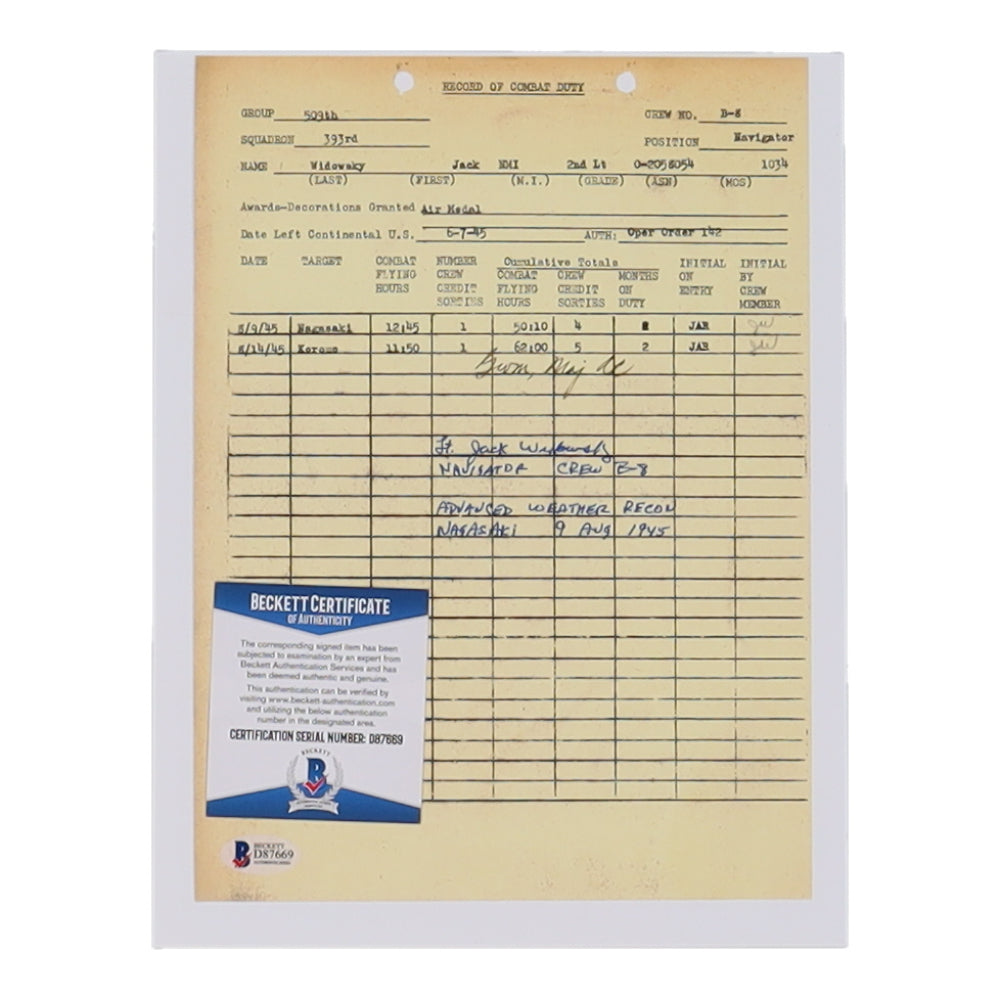 RECORD OF COMBAT DUTY
GROUP 509th CREW NO. B-8
SQUADRON 393rd POSITION Navigator
NAME Widowsky Jack NMI 2nd Lt 0-2058054 1034
(LAST) (FIRST) (M.I.) (GRADE) (ASN) (MOS)
Awards-Decorations Granted Air Medal
Date Left Continental U.S. 6-7-45 AUTH: Oper Order 142
DATE TARGET COMBAT FLYING HOURS NUMBER CREW CREDIT SORTIES Cumulative Totals COMBAT FLYING HOURS CREW CREDIT SORTIES MONTHS ON DUTY INITIAL ON ENTRY INITIAL BY CREW MEMBER
8/9/45 Nagasaki 12:45 1 50:10 4 JAR JW
8/14/45 Koromo 11:50 1 62:00 5 2 JAR JW
Maj AC
Lt. Jack Widowsky
NAVIGATOR CREW B-8
ADVANCED WEATHER RECON
NAGASAKI 9 AUG 1945
BECKETT CERTIFICATE
OF AUTHENTICITY
The corresponding signed item has been
subjected to examination by an expert from
Beckett Authentication Services and has
been deemed authentic and genuine.
This authentication can be verified by
visiting www.beckett-authentication.com
and utilizing the below authentication
number in the designated area.
CERTIFICATION SERIAL NUMBER: D87669
BECKETT
B
B
BECKETT
D87669
AUTHENTICATED